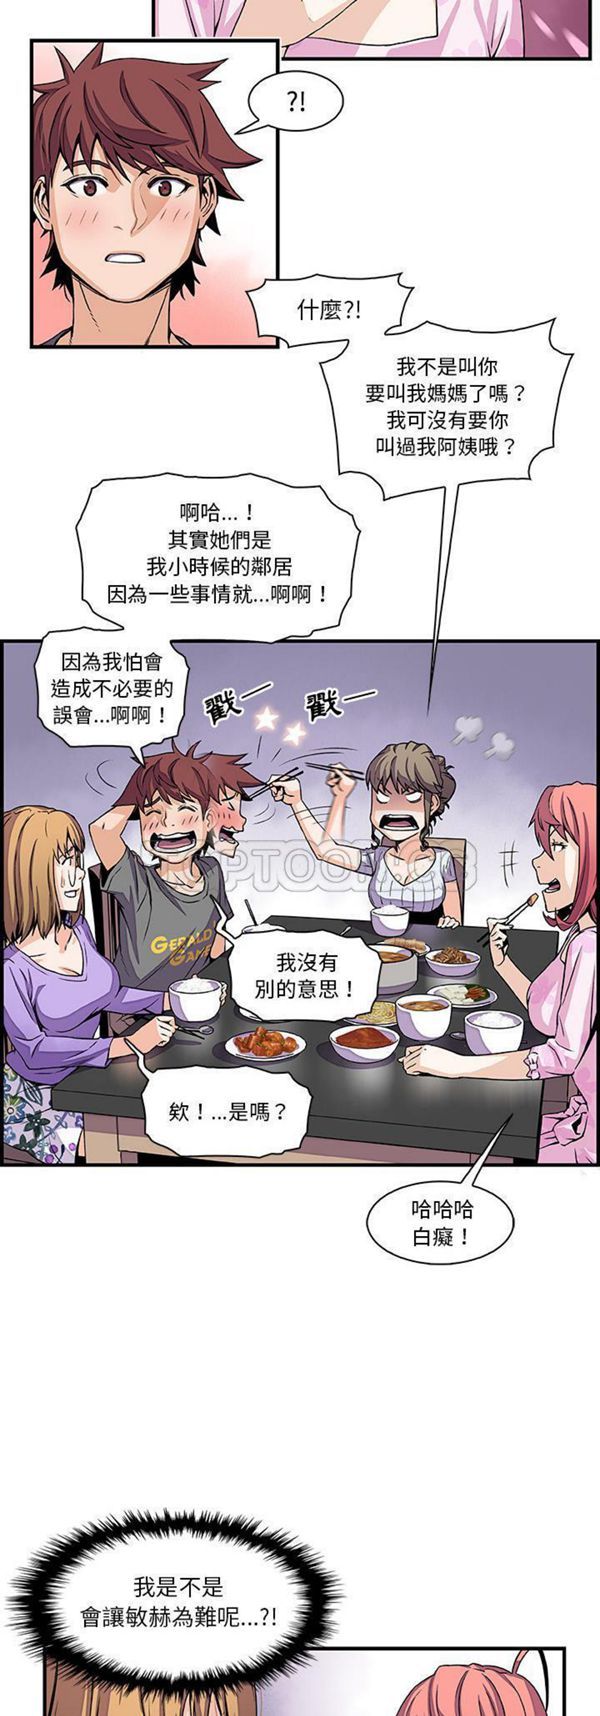 ?!
什麼?!
我不是叫你
要叫我媽媽了嗎？
我可沒有要你
叫過我阿姨哦？
啊哈...！
其實她們是
我小時候的鄰居
因為一些事情就...啊啊！
因為我怕會
造成不必要的
誤會...啊啊！
戳一
戳一
GERALD
GAME
我沒有
別的意思！
欸！...是嗎？
哈哈哈
白癡！
我是不是
會讓敏赫為難呢...?!